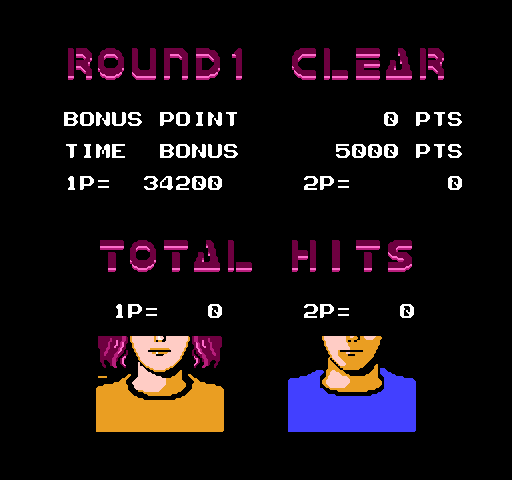 ROUND1 CLEAR
BONUS POINT 0 PTS
TIME BONUS 5000 PTS
1P= 34200 2P= 0
TOTAL HITS
1P= 0 2P= 0